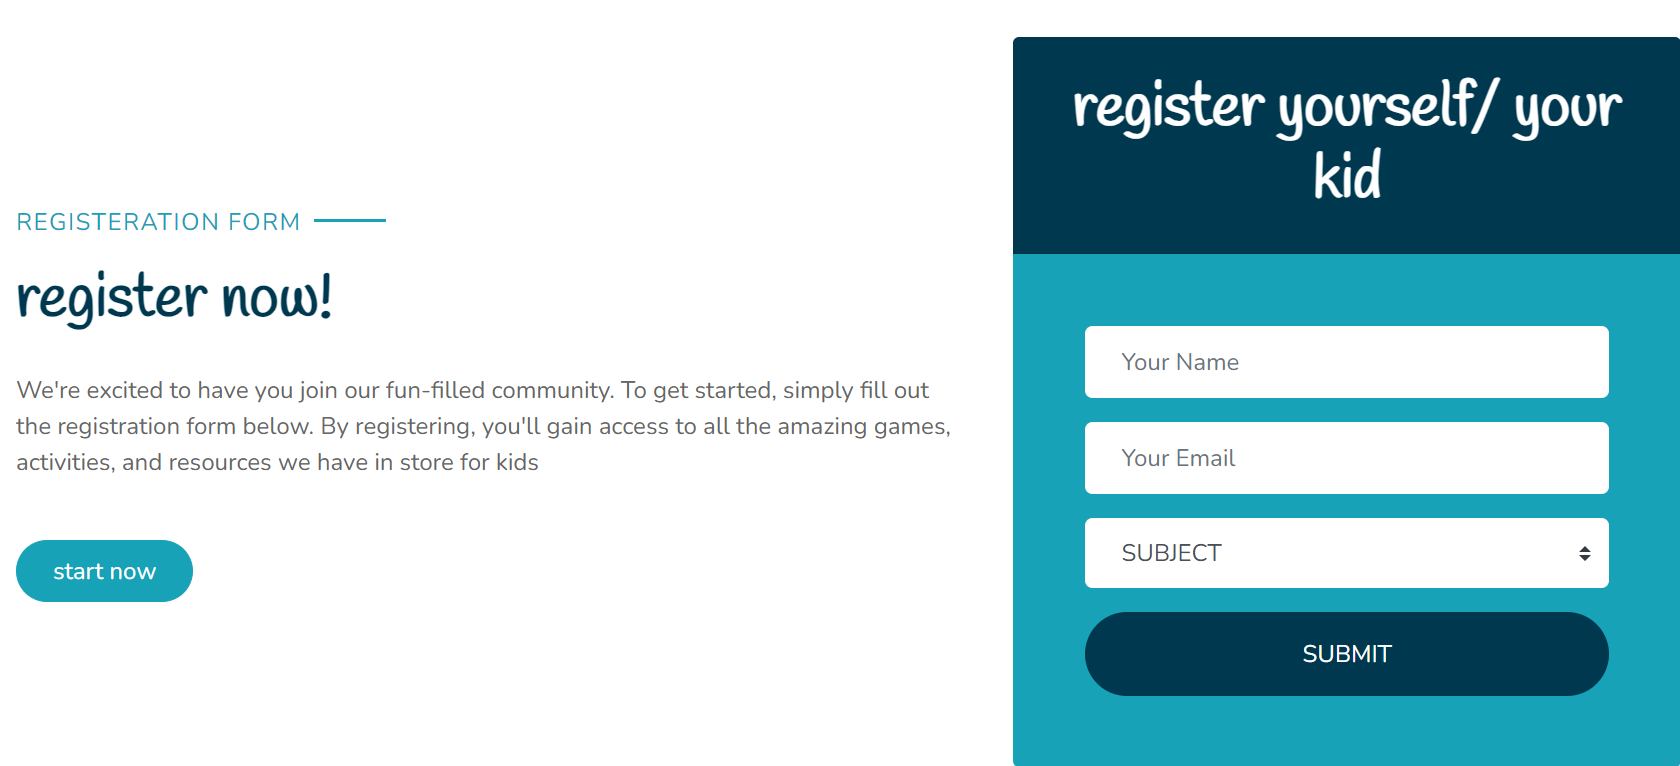 REGISTERATION FORM
register now!
We're excited to have you join our fun-filled community. To get started, simply fill out
the registration form below. By registering, you'll gain access to all the amazing games,
activities, and resources we have in store for kids
start now
register yourself/ your
kid
Your Name
Your Email
SUBJECT
SUBMIT